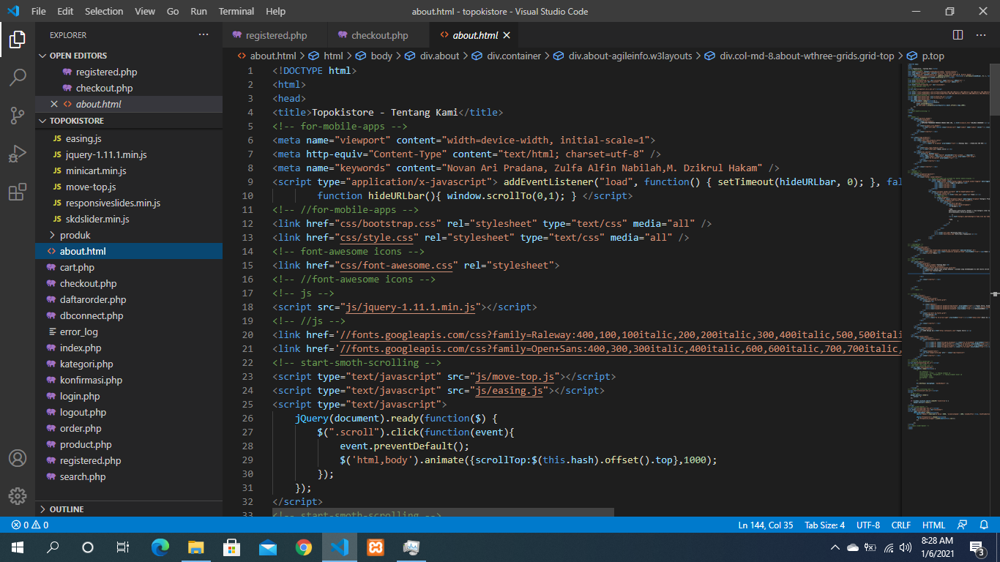 File Edit Selection View Go Run Terminal Help about.html - topokistore - Visual Studio Code
EXPLORER
OPEN EDITORS
registered.php
checkout.php
about.html
TOPOKISTORE
easing.js
jquery-1.11.1.min.js
minicart.min.js
move-top.js
responsiveslides.min.js
skdslider.min.js
produk
about.html
cart.php
checkout.php
daftarorder.php
dbconnect.php
error_log
index.php
kategori.php
konfirmasi.php
login.php
logout.php
order.php
product.php
registered.php
search.php
OUTLINE
registered.php checkout.php about.html
about.html > html > body > div.about > div.container > div.about-agileinfo.w3layouts > div.col-md-8.about-wthree-grids.grid-top > p.top
1 <!DOCTYPE html>
2 <html>
3 <head>
4 <title>Topokistore - Tentang Kami</title>
5 <!-- for-mobile-apps -->
6 <meta name="viewport" content="width=device-width, initial-scale=1">
7 <meta http-equiv="Content-Type" content="text/html; charset=utf-8" />
8 <meta name="keywords" content="Novan Ari Pradana, Zulfa Alfin Nabilah,M. Dzikrul Hakam" />
9 <script type="application/x-javascript"> addEventListener("load", function() { setTimeout(hideURLbar, 0); }, fal
10 function hideURLbar(){ window.scrollTo(0,1); } </script>
11 <!-- //for-mobile-apps -->
12 <link href="css/bootstrap.css" rel="stylesheet" type="text/css" media="all" />
13 <link href="css/style.css" rel="stylesheet" type="text/css" media="all" />
14 <!-- font-awesome icons -->
15 <link href="css/font-awesome.css" rel="stylesheet">
16 <!-- //font-awesome icons -->
17 <!-- js -->
18 <script src="js/jquery-1.11.1.min.js"></script>
19 <!-- //js -->
20 <link href='//fonts.googleapis.com/css?family=Raleway:400,100,100italic,200,200italic,300,400italic,500,500itali
21 <link href='//fonts.googleapis.com/css?family=Open+Sans:400,300,300italic,400italic,600,600italic,700,700italic,
22 <!-- start-smoth-scrolling -->
23 <script type="text/javascript" src="js/move-top.js"></script>
24 <script type="text/javascript" src="js/easing.js"></script>
25 <script type="text/javascript">
26 jQuery(document).ready(function($) {
27 $(".scroll").click(function(event){
28 event.preventDefault();
29 $('html,body').animate({scrollTop:$(this.hash).offset().top},1000);
30 });
31 });
32 </script>
33 <!-- start-smoth-scrolling -->
0 0 Ln 144, Col 35 Tab Size: 4 UTF-8 CRLF HTML
8:28 AM
1/6/2021
3